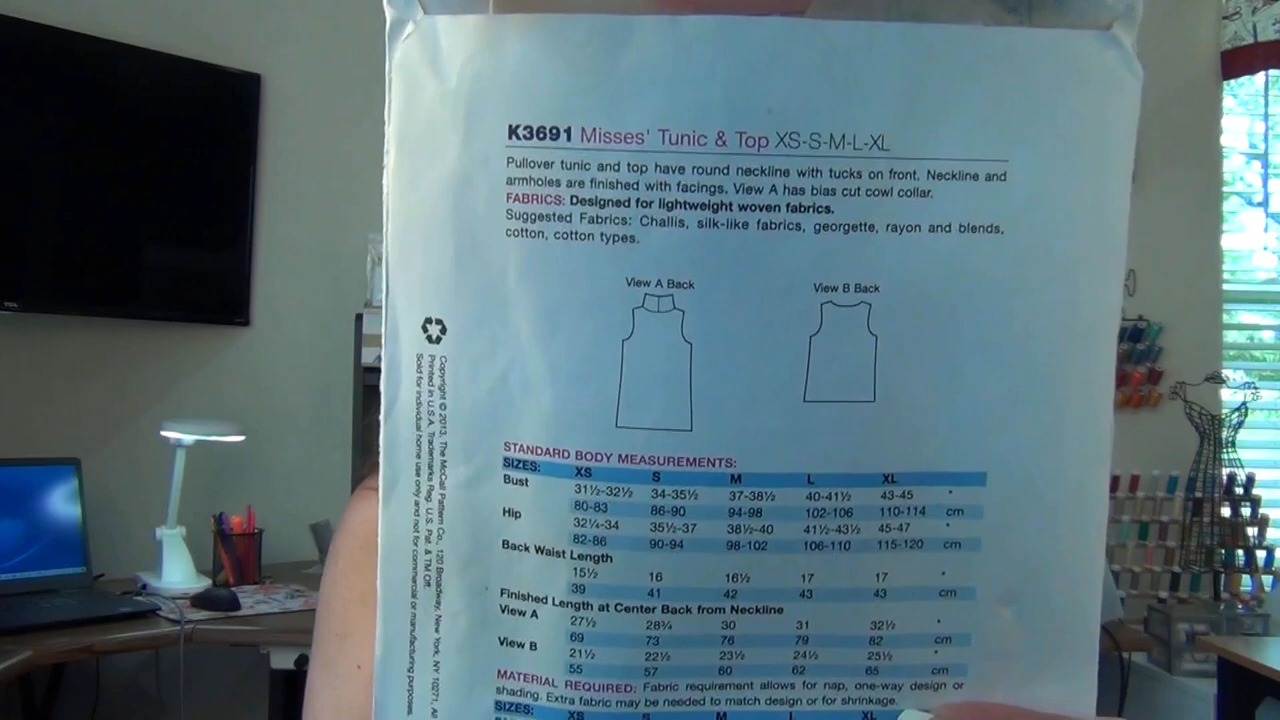 K3691 Misses' Tunic & Top XS-S-M-L-XL
Pullover tunic and top have round neckline with tucks on front. Neckline and
armholes are finished with facings. View A has bias cut cowl collar.
FABRICS: Designed for lightweight woven fabrics.
Suggested Fabrics: Challis, silk-like fabrics, georgette, rayon and blends,
cotton, cotton types.
View A Back View B Back
STANDARD BODY MEASUREMENTS:
SIZES: XS S M L XL
Bust 31½-32½ 34-35½ 37-38½ 40-41½ 43-45 "
80-83 86-90 94-98 102-106 110-114 cm
Hip 32¼-34 35½-37 38½-40 41½-43½ 45-47 "
82-86 90-94 98-102 106-110 115-120 cm
Back Waist Length
15½ 16 16½ 17 17 "
39 41 42 43 43 cm
Finished Length at Center Back from Neckline
View A 27½ 28¾ 30 31 32½ "
69 73 76 79 82 cm
View B 21½ 22½ 23½ 24½ 25½ "
55 57 60 62 65 cm
MATERIAL REQUIRED: Fabric requirement allows for nap, one-way design or
shading. Extra fabric may be needed to match design or for shrinkage.
SIZES: XS S M L XL
Copyright © 2013, The McCall Pattern Co., 120 Broadway, New York, NY 10271, All
Printed in U.S.A. Trademarks Reg. U.S. Pat. & TM Off.
Sold for individual home use only and not for commercial or manufacturing purposes.
TCL